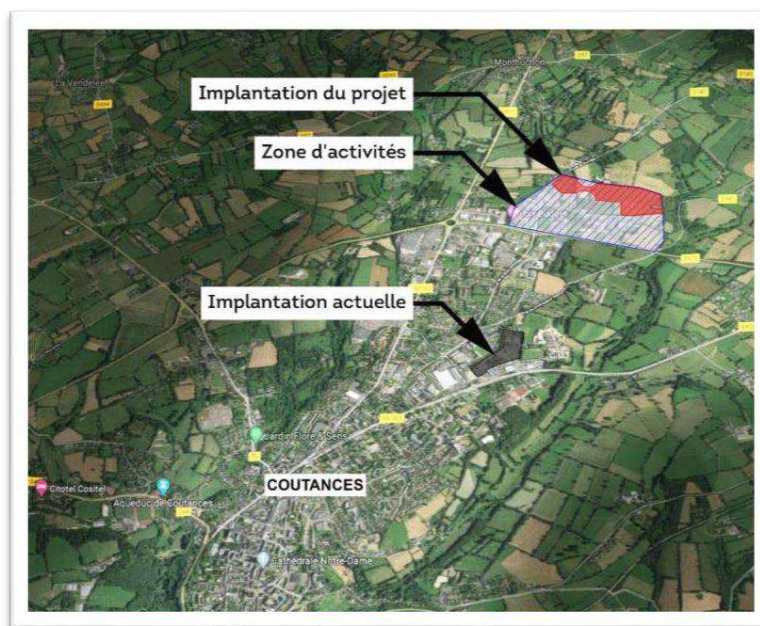 Monthuchon
La Vendelée
Implantation du projet
Zone d'activités
Implantation actuelle
Jardin Flore & Sens
COUTANCES
Citotel Cositel
Aqueduc de Coutances
Cathédrale Notre-Dame